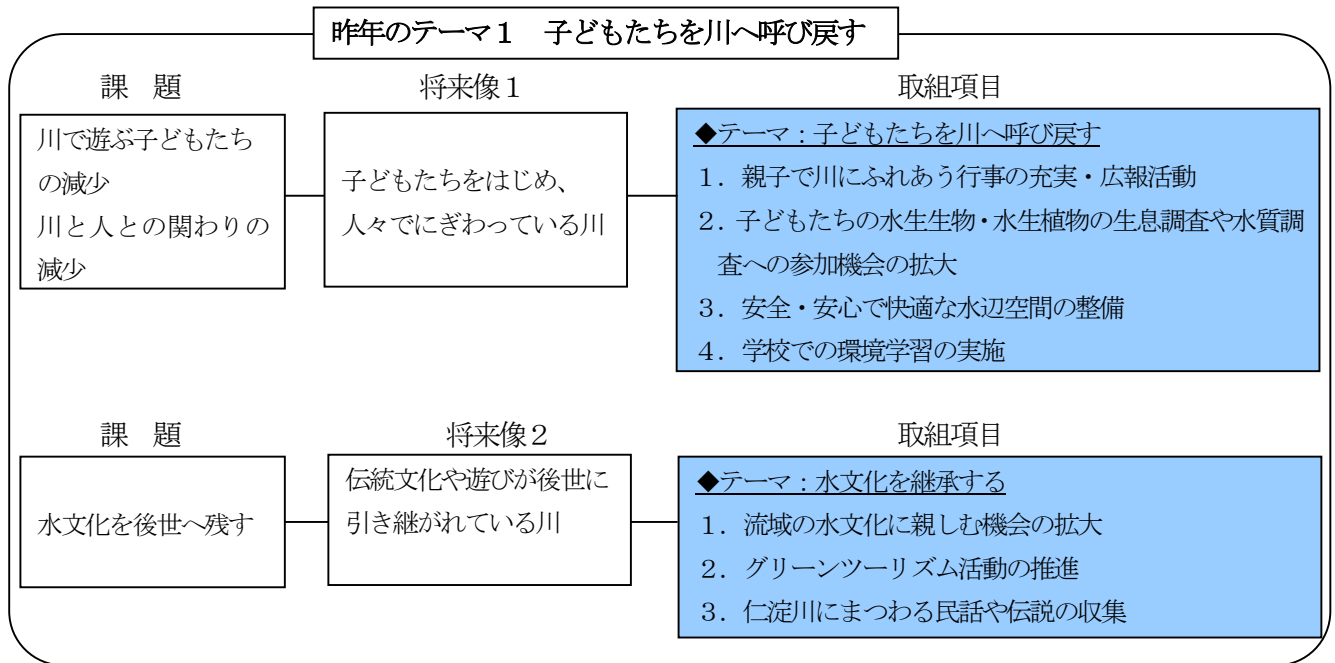 昨年のテーマ1　子どもたちを川へ呼び戻す
課　題
将来像1
取組項目
川で遊ぶ子どもたち
の減少
川と人との関わりの
減少
子どもたちをはじめ、
人々でにぎわっている川
◆テーマ：子どもたちを川へ呼び戻す
1．親子で川にふれあう行事の充実・広報活動
2．子どもたちの水生生物・水生植物の生息調査や水質調
査への参加機会の拡大
3．安全・安心で快適な水辺空間の整備
4．学校での環境学習の実施
課　題
将来像2
取組項目
水文化を後世へ残す
伝統文化や遊びが後世に
引き継がれている川
◆テーマ：水文化を継承する
1．流域の水文化に親しむ機会の拡大
2．グリーンツーリズム活動の推進
3．仁淀川にまつわる民話や伝説の収集